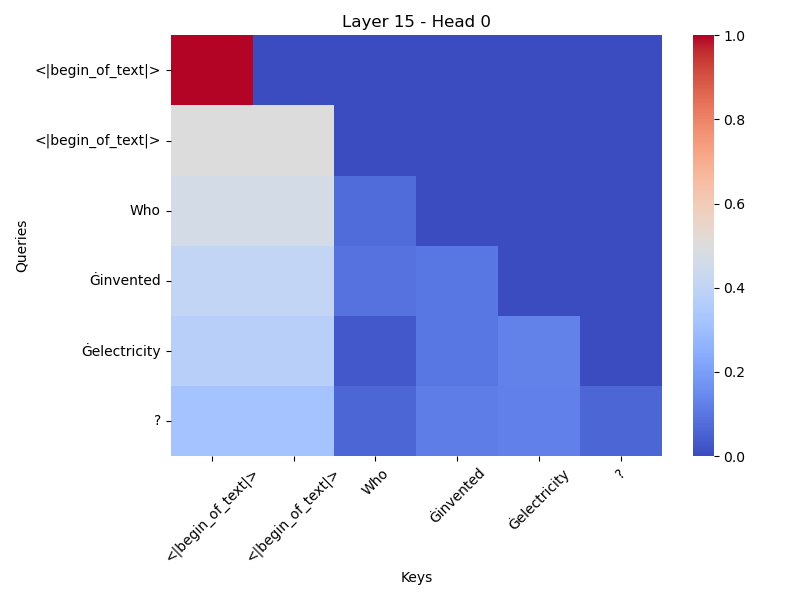 Layer 15 - Head 0
<|begin_of_text|>
<|begin_of_text|>
Who
Ġinvented
Ġelectricity
?
Queries
<|begin_of_text|>
<|begin_of_text|>
Who
Ġinvented
Ġelectricity
?
Keys
1.0
0.8
0.6
0.4
0.2
0.0